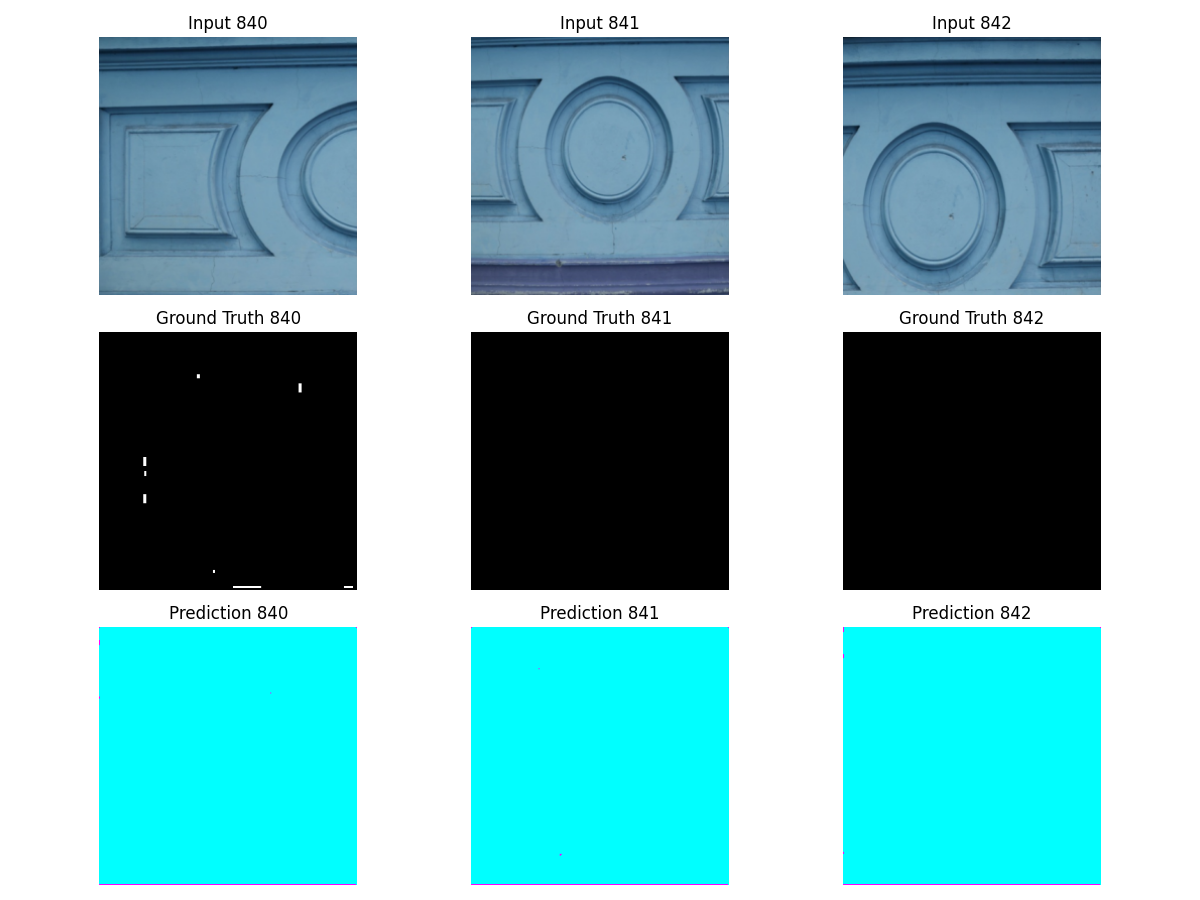 Input 840
Input 841
Input 842
Ground Truth 840
Ground Truth 841
Ground Truth 842
Prediction 840
Prediction 841
Prediction 842